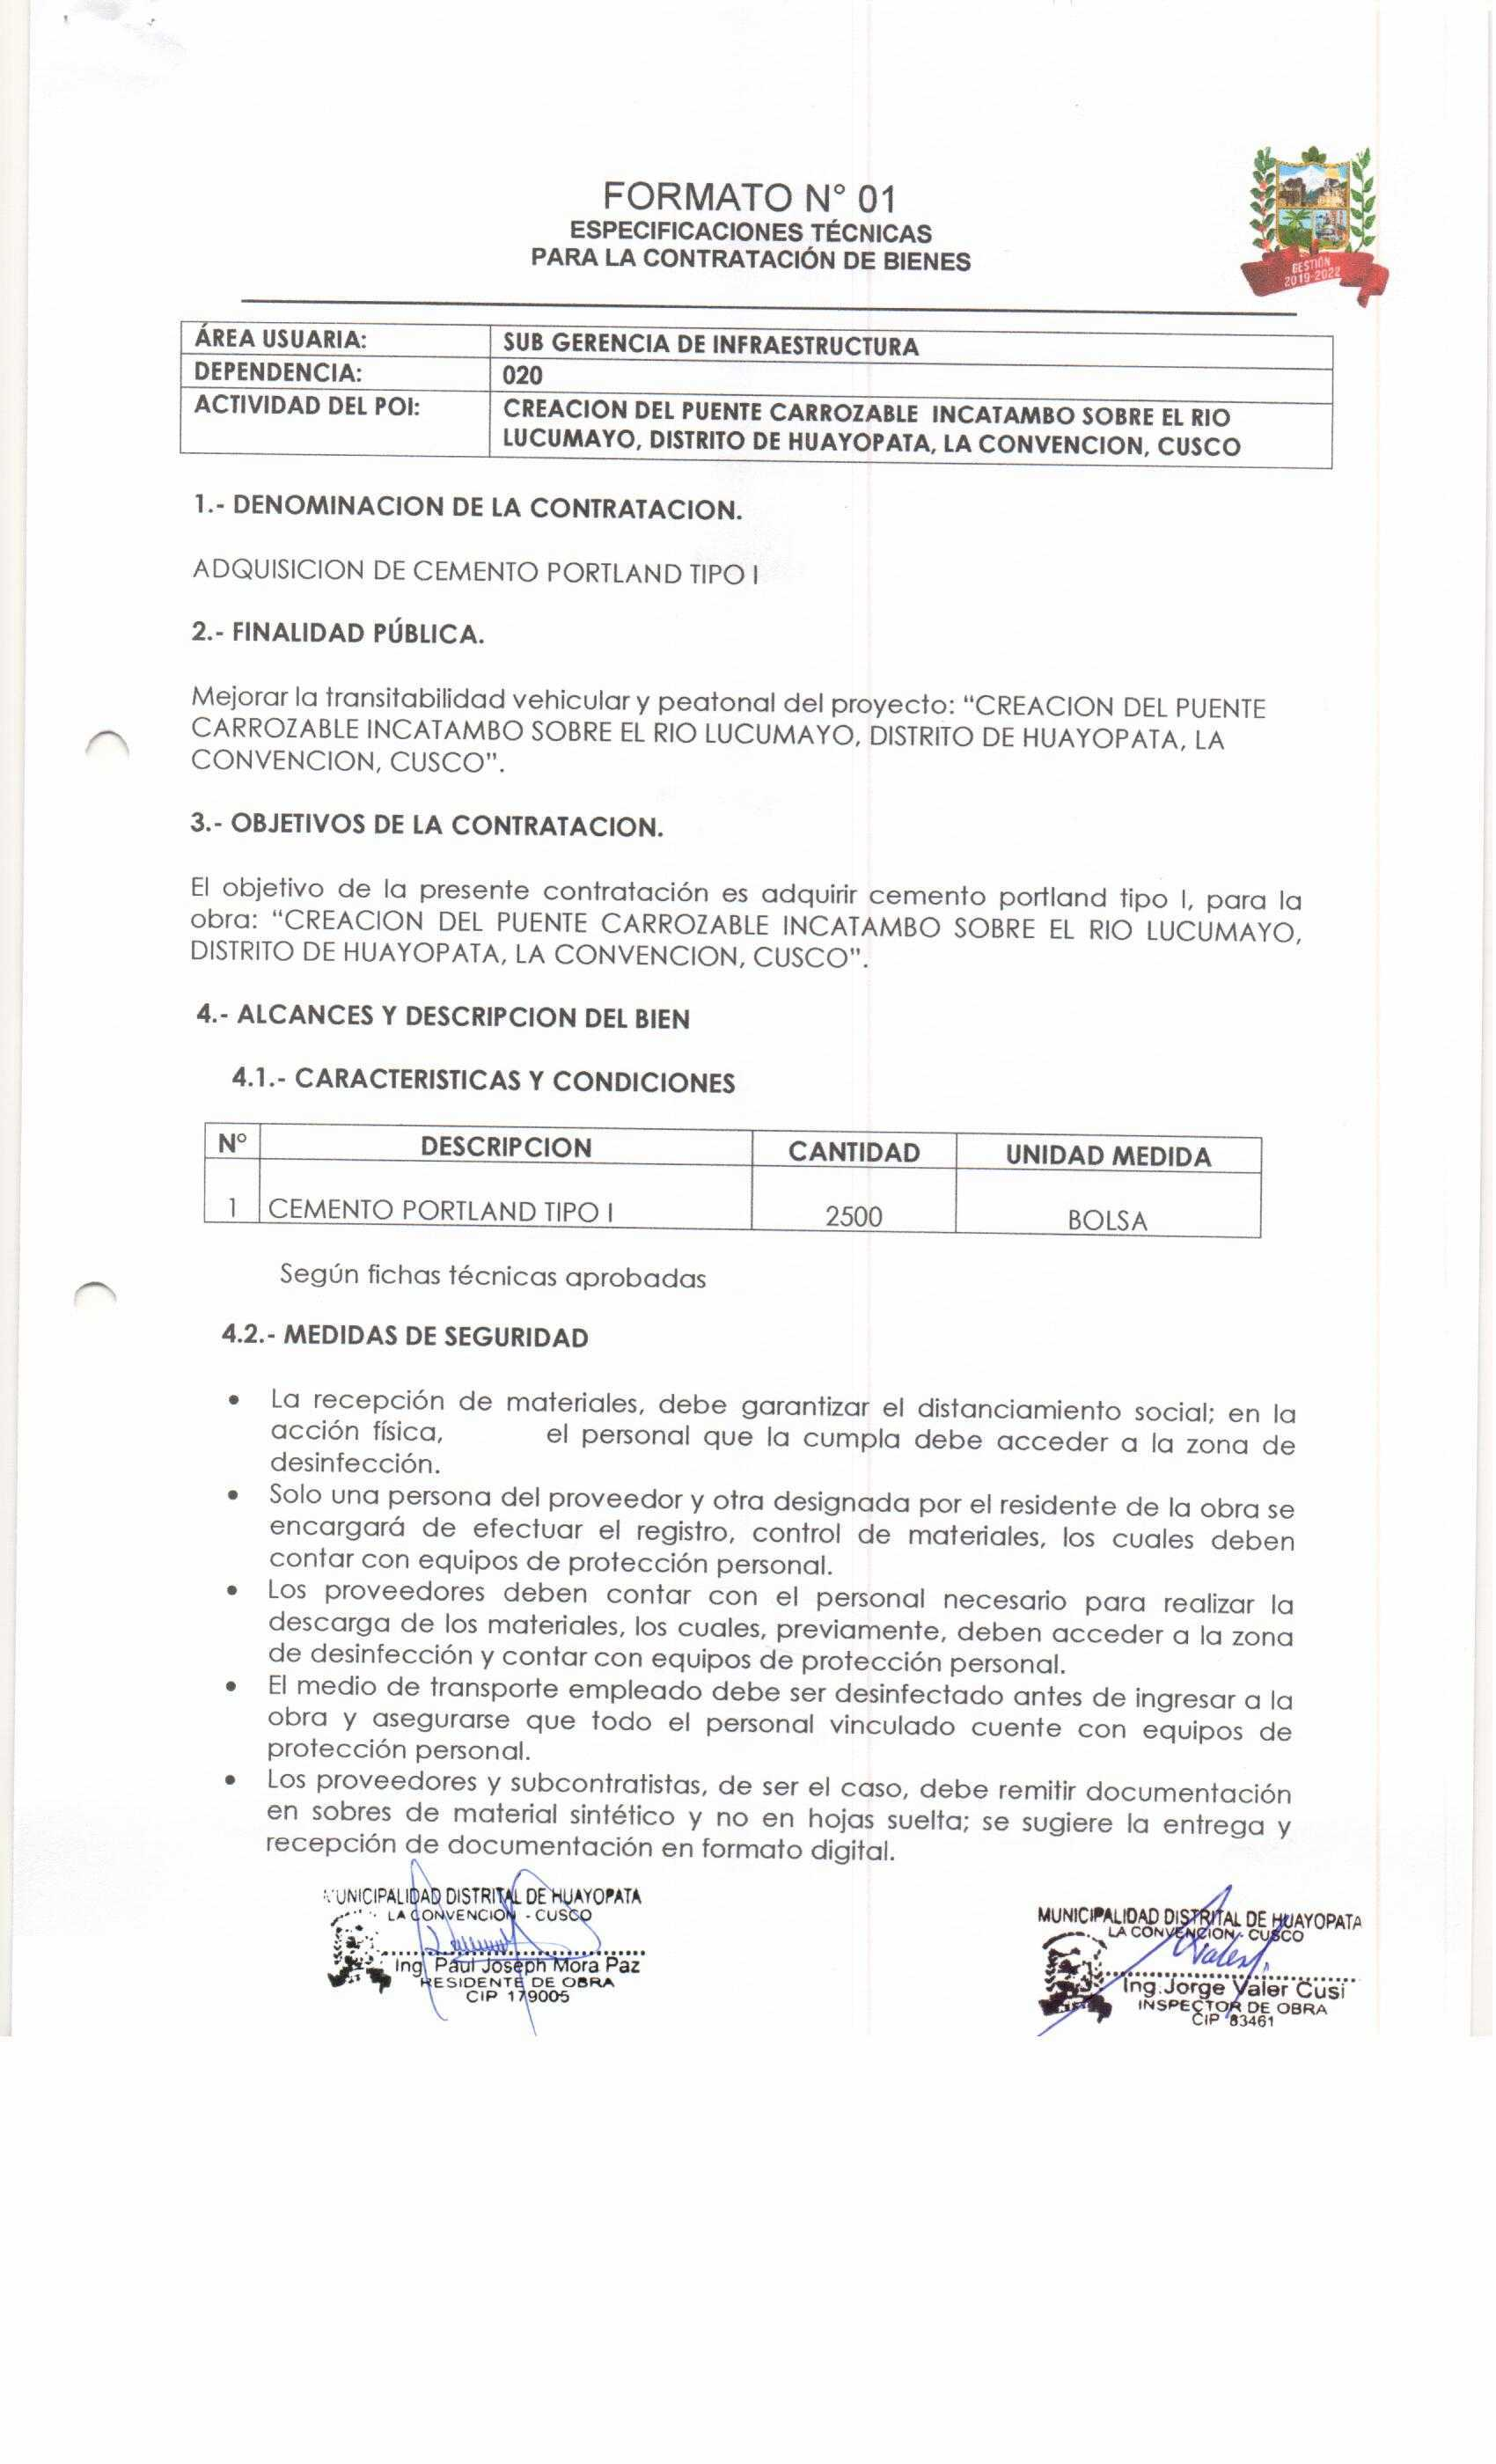 FORMATO N° 01
ESPECIFICACIONES TÉCNICAS
PARA LA CONTRATACIÓN DE BIENES
GESTIÓN
2019-2022
ÁREA USUARIA: SUB GERENCIA DE INFRAESTRUCTURA
DEPENDENCIA: 020
ACTIVIDAD DEL POI: CREACION DEL PUENTE CARROZABLE INCATAMBO SOBRE EL RIO
LUCUMAYO, DISTRITO DE HUAYOPATA, LA CONVENCION, CUSCO
1.- DENOMINACION DE LA CONTRATACION.
ADQUISICION DE CEMENTO PORTLAND TIPO I
2.- FINALIDAD PÚBLICA.
Mejorar la transitabilidad vehicular y peatonal del proyecto: "CREACION DEL PUENTE
CARROZABLE INCATAMBO SOBRE EL RIO LUCUMAYO, DISTRITO DE HUAYOPATA, LA
CONVENCION, CUSCO".
3.- OBJETIVOS DE LA CONTRATACION.
El objetivo de la presente contratación es adquirir cemento portland tipo I, para la
obra: "CREACION DEL PUENTE CARROZABLE INCATAMBO SOBRE EL RIO LUCUMAYO,
DISTRITO DE HUAYOPATA, LA CONVENCION, CUSCO".
4.- ALCANCES Y DESCRIPCION DEL BIEN
4.1.- CARACTERISTICAS Y CONDICIONES
N° DESCRIPCION CANTIDAD UNIDAD MEDIDA
1 CEMENTO PORTLAND TIPO I 2500 BOLSA
Según fichas técnicas aprobadas
4.2.- MEDIDAS DE SEGURIDAD
• La recepción de materiales, debe garantizar el distanciamiento social; en la
acción física, el personal que la cumpla debe acceder a la zona de
desinfección.
• Solo una persona del proveedor y otra designada por el residente de la obra se
encargará de efectuar el registro, control de materiales, los cuales deben
contar con equipos de protección personal.
• Los proveedores deben contar con el personal necesario para realizar la
descarga de los materiales, los cuales, previamente, deben acceder a la zona
de desinfección y contar con equipos de protección personal.
• El medio de transporte empleado debe ser desinfectado antes de ingresar a la
obra y asegurarse que todo el personal vinculado cuente con equipos de
protección personal.
• Los proveedores y subcontratistas, de ser el caso, debe remitir documentación
en sobres de material sintético y no en hojas suelta; se sugiere la entrega y
recepción de documentación en formato digital.
MUNICIPALIDAD DISTRITAL DE HUAYOPATA
LA CONVENCION - CUSCO
Ing. Paul Joseph Mora Paz
RESIDENTE DE OBRA
CIP 179005
MUNICIPALIDAD DISTRITAL DE HUAYOPATA
LA CONVENCION - CUSCO
Ing. Jorge Valer Cusi
INSPECTOR DE OBRA
CIP 83461